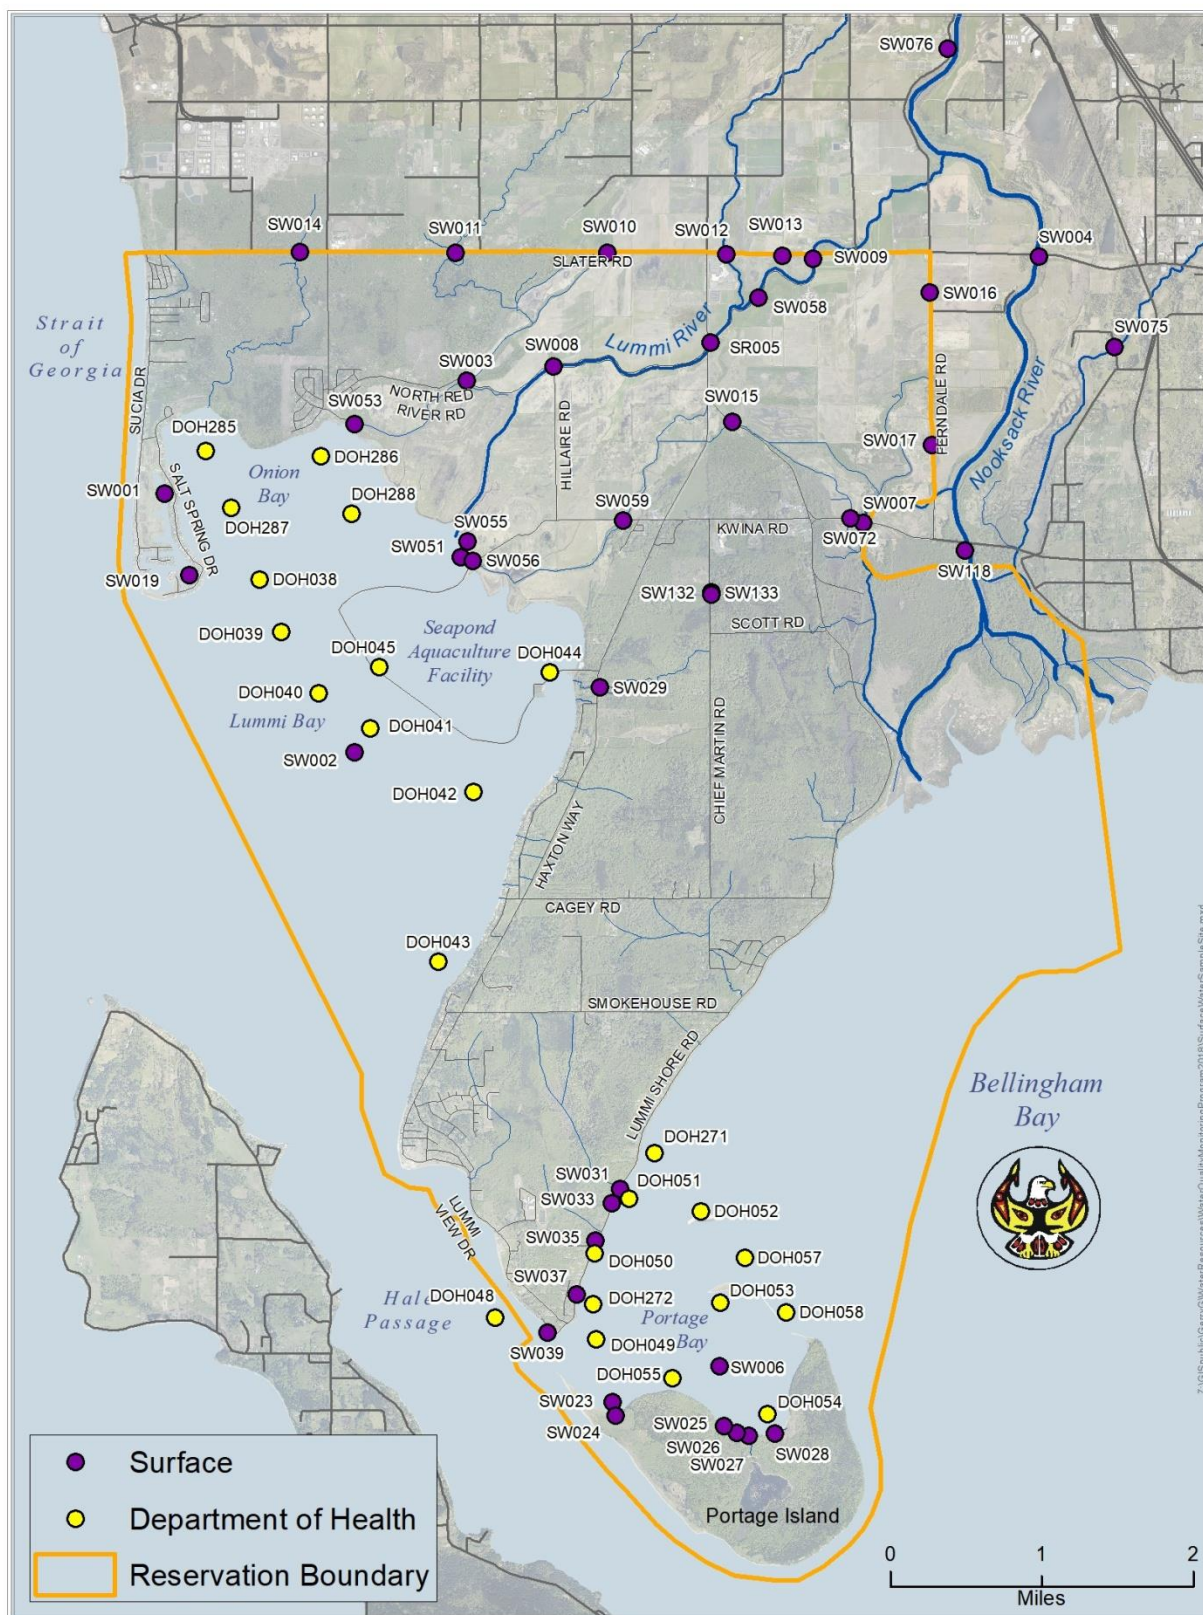 SW076
SW014
SW011
SW010
SW012
SW013
SW004
SLATER RD
SW009
SW016
SW058
Strait
of
Georgia
Lummi River
SW075
SR005
SW008
SW003
NORTH RED
RIVER RD
SUCIA DR
SW053
SW015
FERNDALE RD
DOH285
HILLAIRE RD
SW017
Nooksack River
DOH286
Onion
Bay
SALT SPRING DR
SW001
DOH288
DOH287
SW059
SW007
SW055
KWINA RD
SW051
SW072
SW056
SW118
SW019
DOH038
SW132
SW133
SCOTT RD
DOH039
Seapond
Aquaculture
Facility
DOH045
DOH044
SW029
DOH040
Lummi Bay
DOH041
CHIEF MARTIN RD
SW002
DOH042
HAXTON WAY
CAGEY RD
DOH043
SMOKEHOUSE RD
LUMMI SHORE RD
Bellingham
Bay
DOH271
SW031
DOH051
SW033
DOH052
LUMMI
VIEW DR
SW035
DOH050
DOH057
SW037
DOH053
Hale
Passage
DOH048
DOH272
Portage
Bay
DOH058
SW039
DOH049
SW006
DOH055
SW023
DOH054
SW024
SW025
SW026
SW027
SW028
Portage Island
Surface
Department of Health
Reservation Boundary
0 1 2
Miles